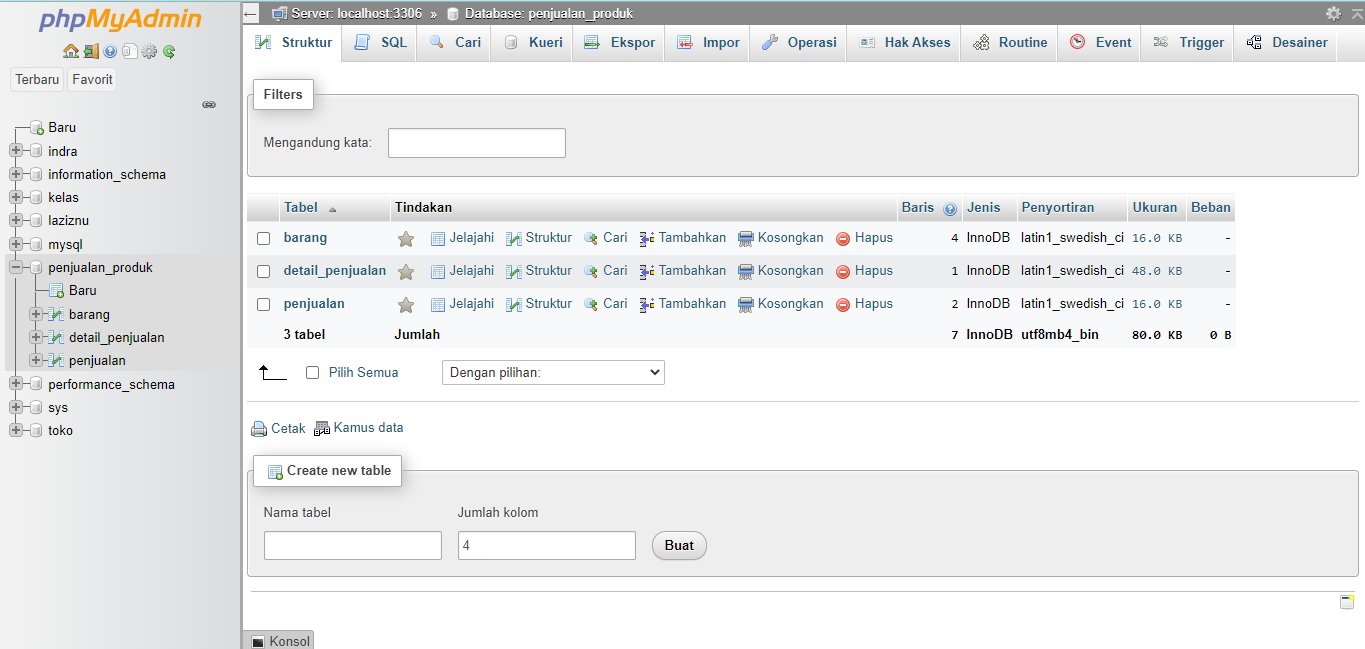 phpMyAdmin
Terbaru Favorit
Baru
indra
information_schema
kelas
laziznu
mysql
penjualan_produk
Baru
barang
detail_penjualan
penjualan
performance_schema
sys
toko
Server: localhost:3306 » Database: penjualan_produk
Struktur SQL Cari Kueri Ekspor Impor Operasi Hak Akses Routine Event Trigger Desainer
Filters
Mengandung kata:
Tabel Tindakan Baris Jenis Penyortiran Ukuran Beban
barang Jelajahi Struktur Cari Tambahkan Kosongkan Hapus 4 InnoDB latin1_swedish_ci 16.0 KB -
detail_penjualan Jelajahi Struktur Cari Tambahkan Kosongkan Hapus 1 InnoDB latin1_swedish_ci 48.0 KB -
penjualan Jelajahi Struktur Cari Tambahkan Kosongkan Hapus 2 InnoDB latin1_swedish_ci 16.0 KB -
3 tabel Jumlah 7 InnoDB utf8mb4_bin 80.0 KB 0 B
Pilih Semua Dengan pilihan:
Cetak Kamus data
Create new table
Nama tabel Jumlah kolom
4 Buat
Konsol